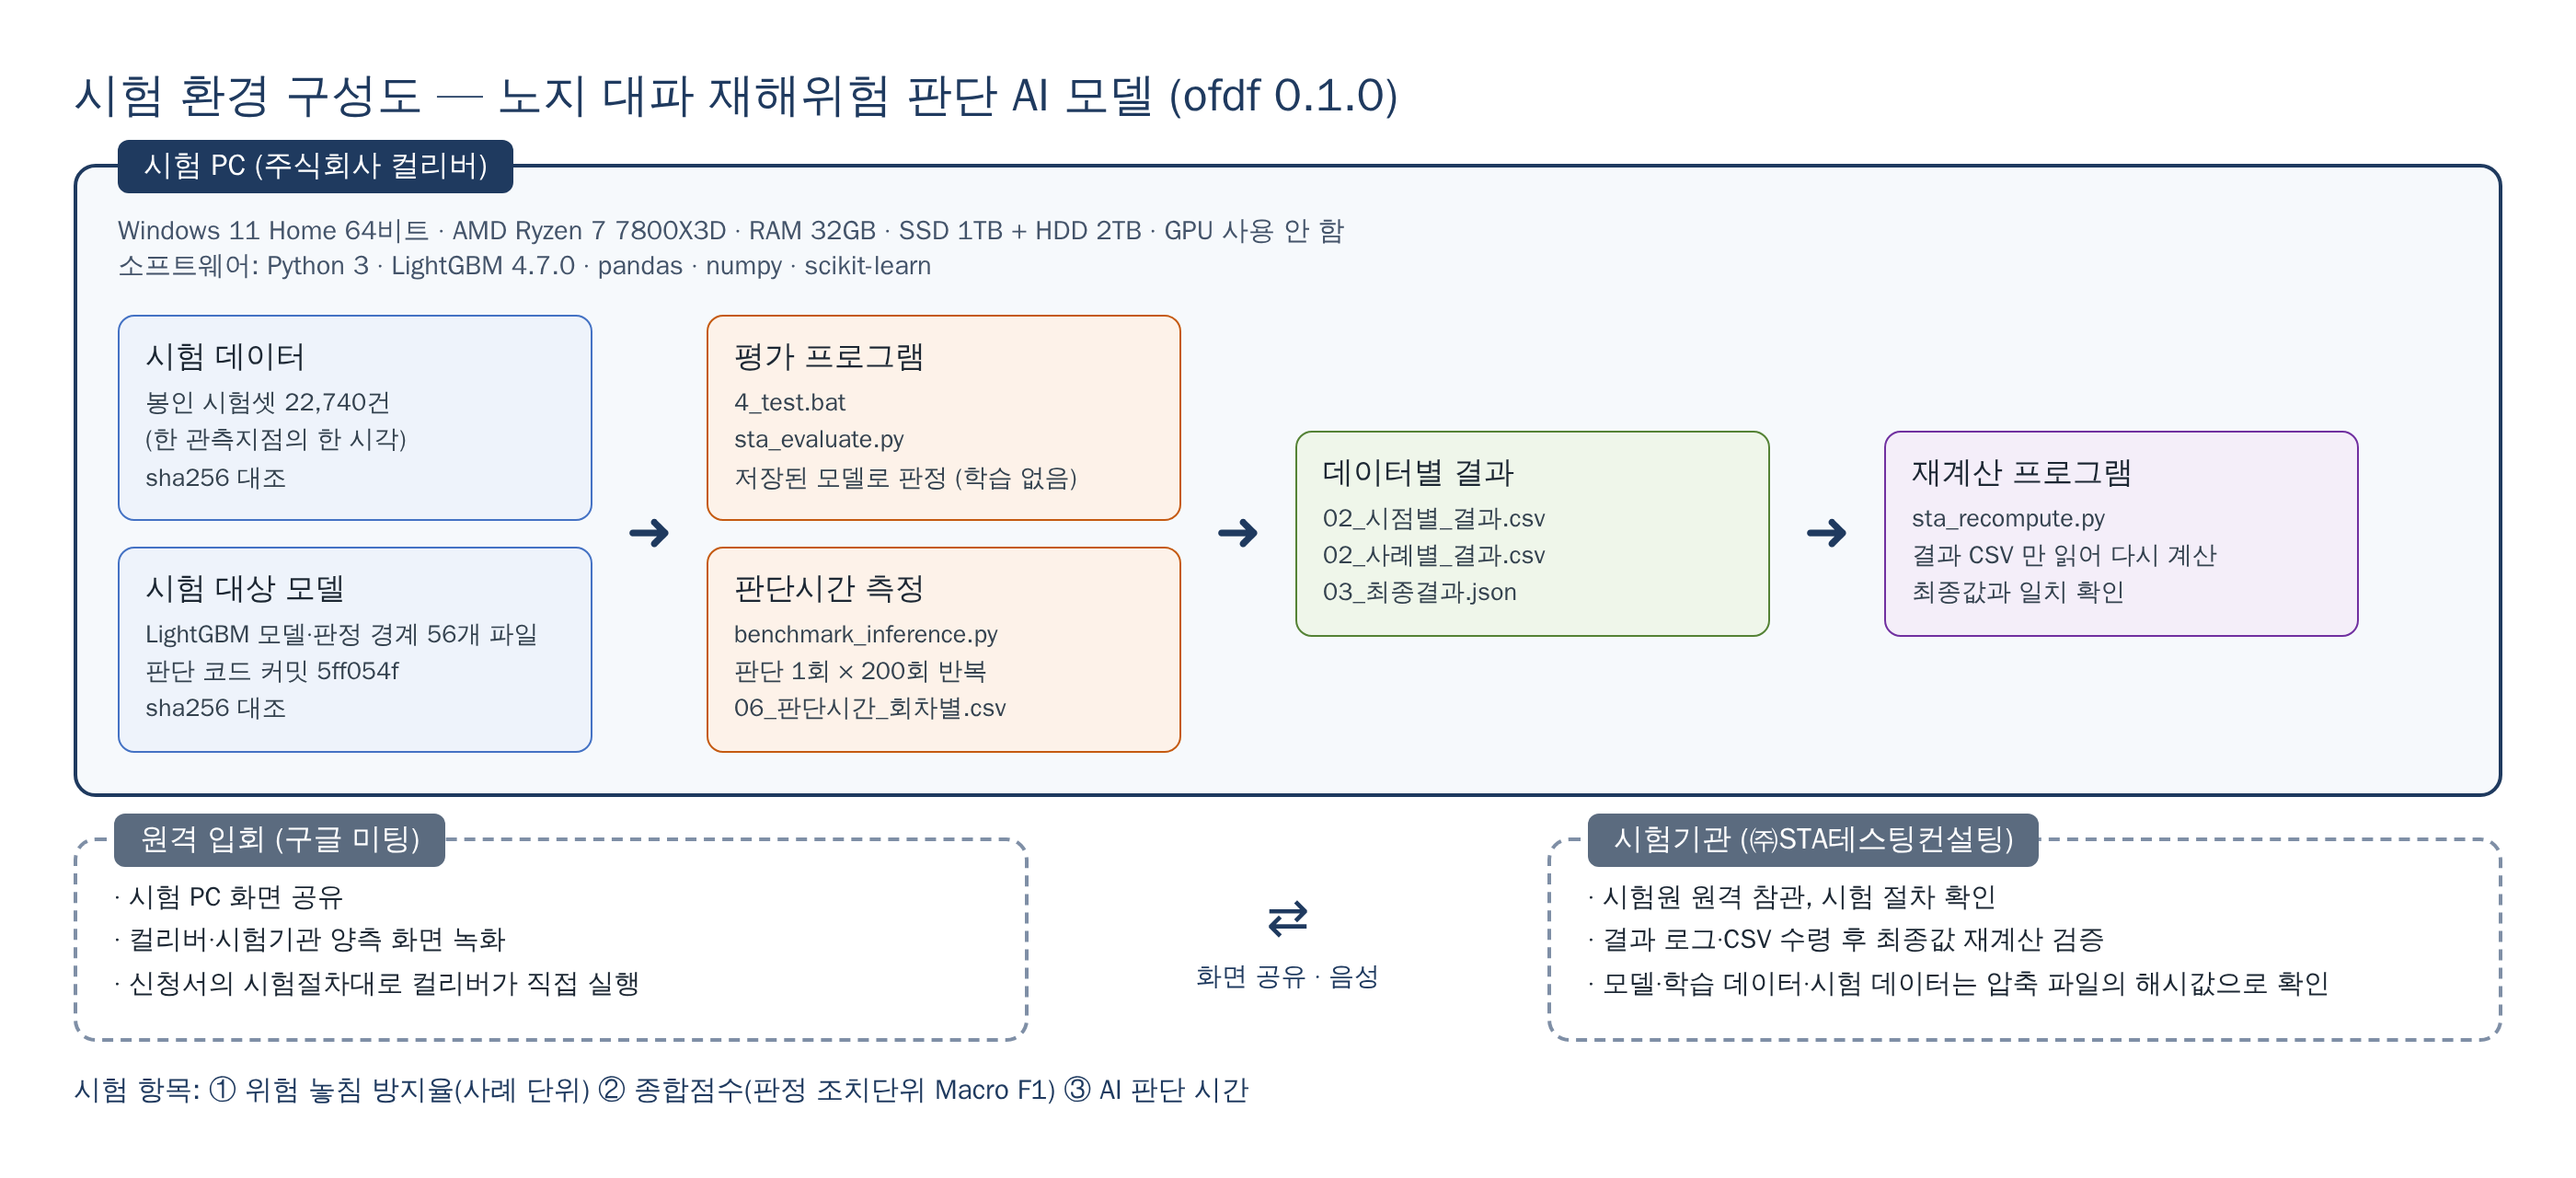 시험 환경 구성도 — 노지 대파 재해위험 판단 AI 모델 (ofdf 0.1.0)
시험 PC (주식회사 컬리버)
Windows 11 Home 64비트 · AMD Ryzen 7 7800X3D · RAM 32GB · SSD 1TB + HDD 2TB · GPU 사용 안 함
소프트웨어: Python 3 · LightGBM 4.7.0 · pandas · numpy · scikit-learn
시험 데이터
봉인 시험셋 22,740건
(한 관측지점의 한 시각)
sha256 대조
시험 대상 모델
LightGBM 모델·판정 경계 56개 파일
판단 코드 커밋 5ff054f
sha256 대조
➜
평가 프로그램
4_test.bat
sta_evaluate.py
저장된 모델로 판정 (학습 없음)
판단시간 측정
benchmark_inference.py
판단 1회 × 200회 반복
06_판단시간_회차별.csv
➜
데이터별 결과
02_시점별_결과.csv
02_사례별_결과.csv
03_최종결과.json
➜
재계산 프로그램
sta_recompute.py
결과 CSV 만 읽어 다시 계산
최종값과 일치 확인
원격 입회 (구글 미팅)
· 시험 PC 화면 공유
· 컬리버·시험기관 양측 화면 녹화
· 신청서의 시험절차대로 컬리버가 직접 실행
⇄
화면 공유 · 음성
시험기관 (㈜STA테스팅컨설팅)
· 시험원 원격 참관, 시험 절차 확인
· 결과 로그·CSV 수령 후 최종값 재계산 검증
· 모델·학습 데이터·시험 데이터는 압축 파일의 해시값으로 확인
시험 항목: ① 위험 놓침 방지율(사례 단위) ② 종합점수(판정 조치단위 Macro F1) ③ AI 판단 시간